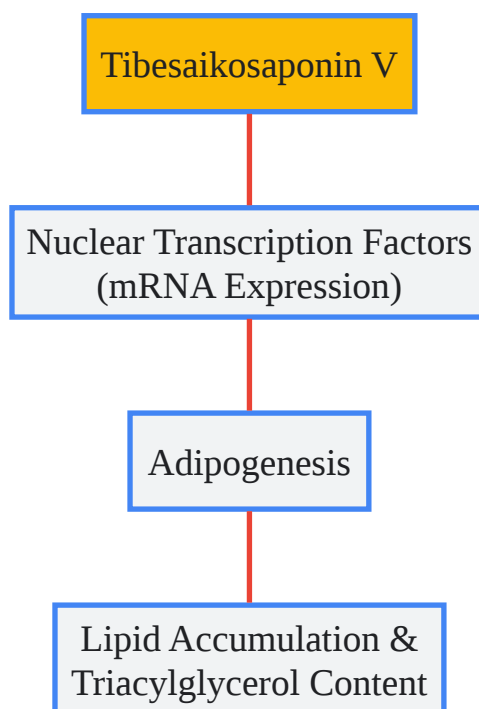 Tibesaikosaponin V
Nuclear Transcription Factors
(mRNA Expression)
Adipogenesis
Lipid Accumulation &
Triacylglycerol Content